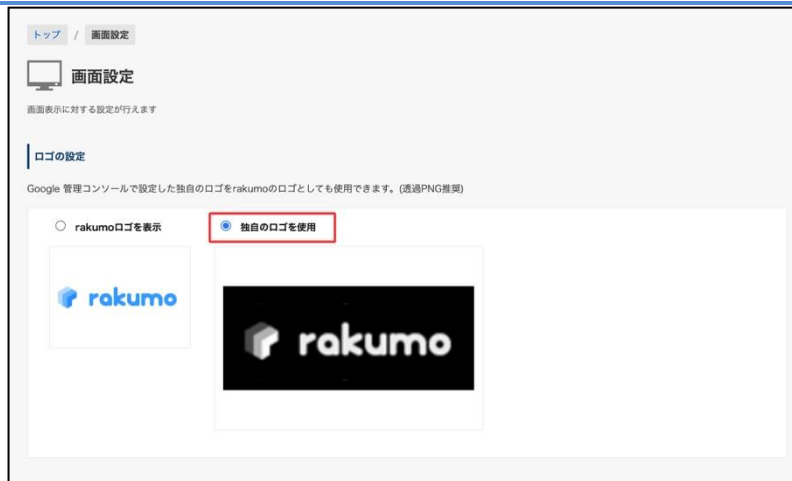 トップ / 画面設定
画面設定
画面表示に対する設定が行えます
ロゴの設定
Google 管理コンソールで設定した独自のロゴをrakumoのロゴとしても使用できます。(透過PNG推奨)
rakumoロゴを表示 独自のロゴを使用
rakumo
rakumo